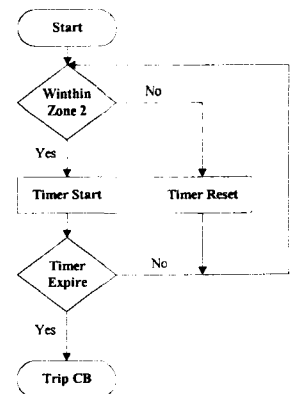 Start
Winthin
Zone 2
No
Yes
Timer Start
Timer Reset
Timer
Expire
No
Yes
Trip CB